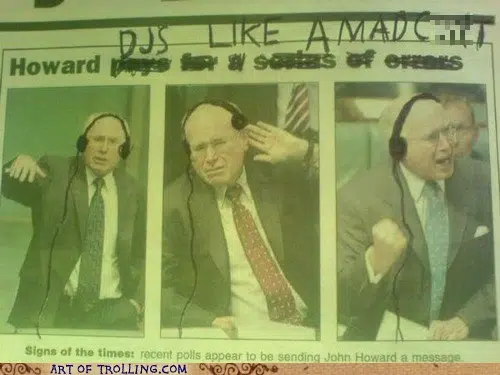 DJS LIKE A MAD C T
Howard pays for a series of errors
Signs of the times: recent polls appear to be sending John Howard a message.
ART OF TROLLING.COM